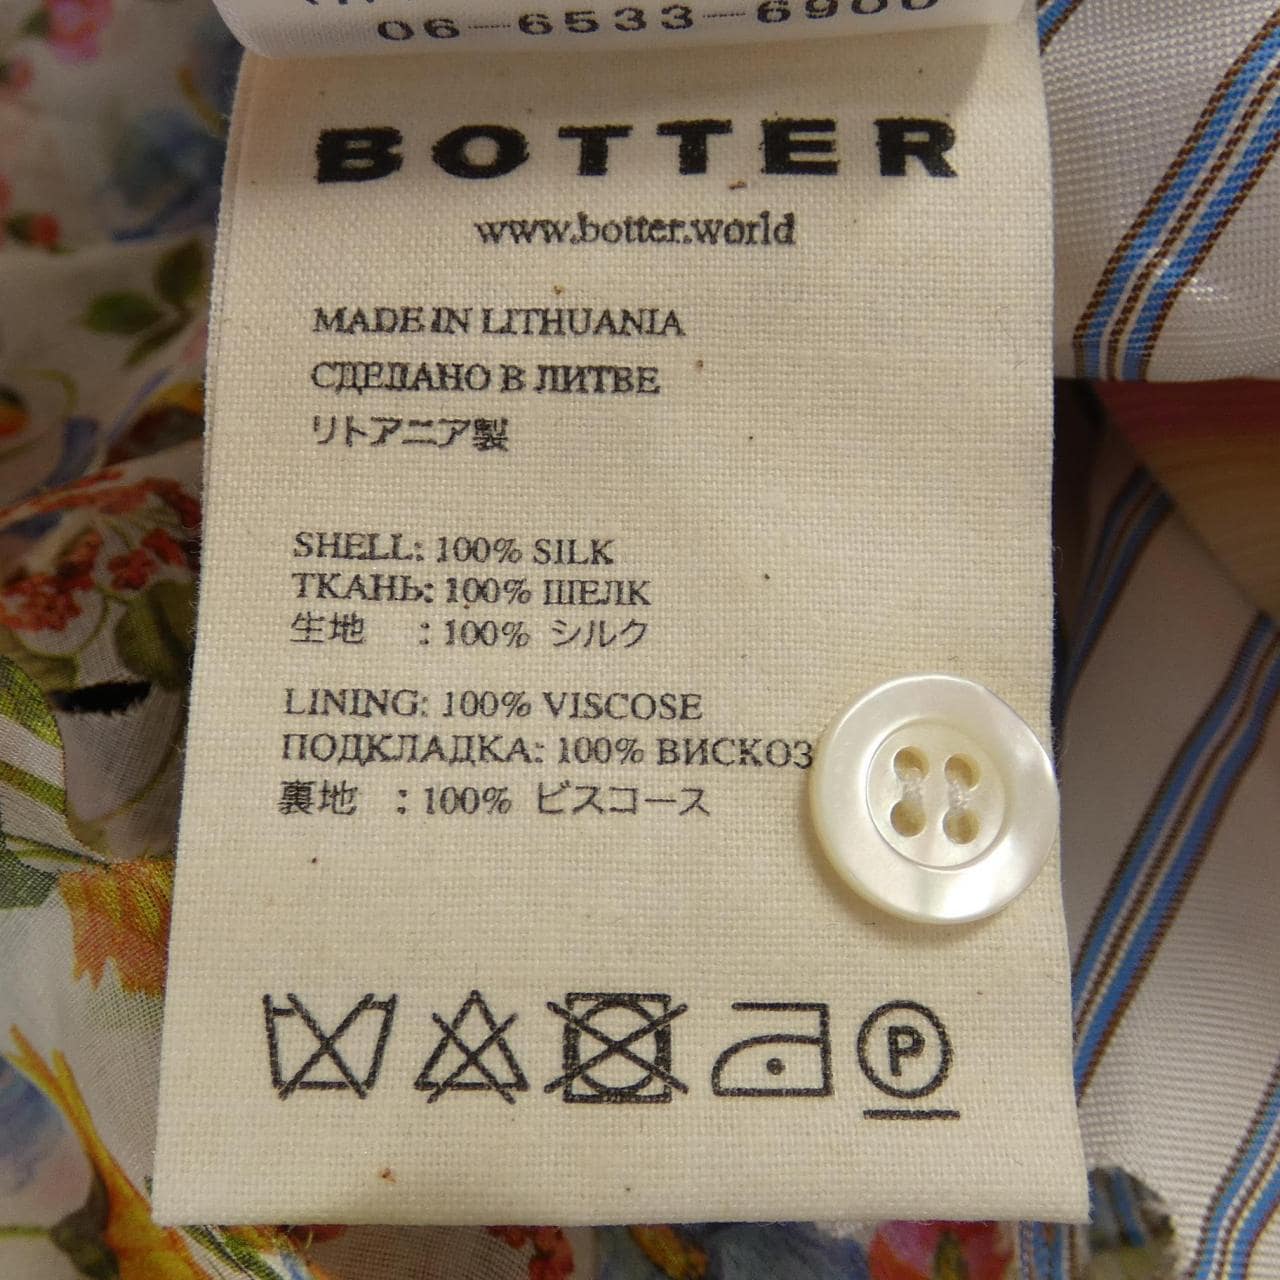 06-6533-6900
BOTTER
www.botter.world
MADE IN LITHUANIA
СДЕЛАНО В ЛИТВЕ
リトアニア製
SHELL: 100% SILK
ТКАНЬ: 100% ШЕЛК
生地 : 100% シルク
LINING: 100% VISCOSE
ПОДКЛАДКА: 100% ВИСКОЗ
裏地 : 100% ビスコース
P